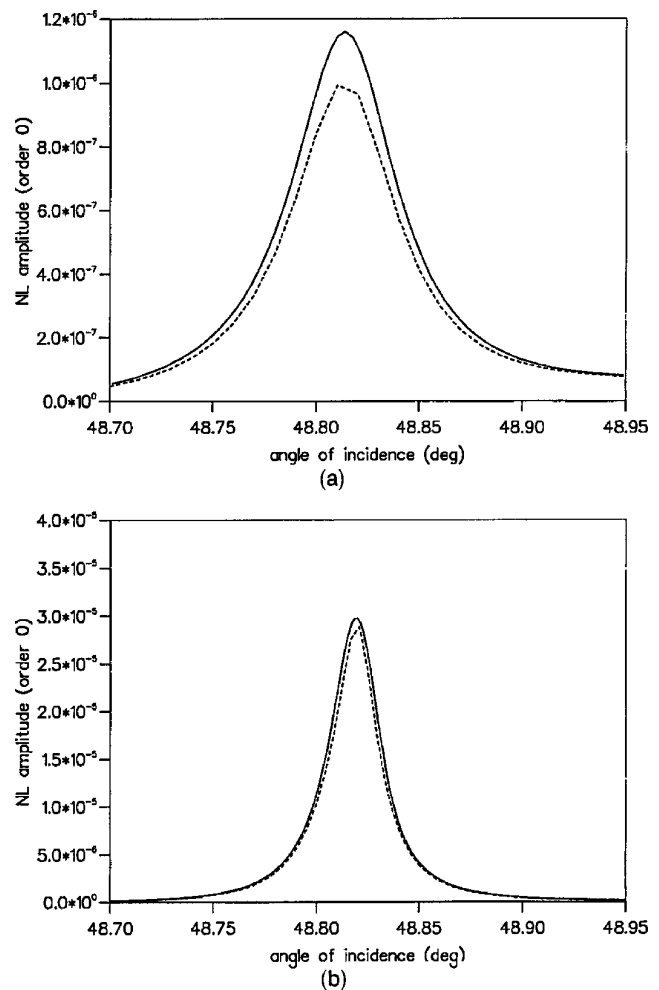 1.2*10⁻⁶
1.0*10⁻⁶
8.0*10⁻⁷
6.0*10⁻⁷
4.0*10⁻⁷
2.0*10⁻⁷
0.0*10⁰
NL amplitude (order 0)
48.70 48.75 48.80 48.85 48.90 48.95
angle of incidence (deg)
(a)
4.0*10⁻⁵
3.5*10⁻⁵
3.0*10⁻⁵
2.5*10⁻⁵
2.0*10⁻⁵
1.5*10⁻⁵
1.0*10⁻⁵
5.0*10⁻⁶
0.0*10⁰
NL amplitude (order 0)
48.70 48.75 48.80 48.85 48.90 48.95
angle of incidence (deg)
(b)